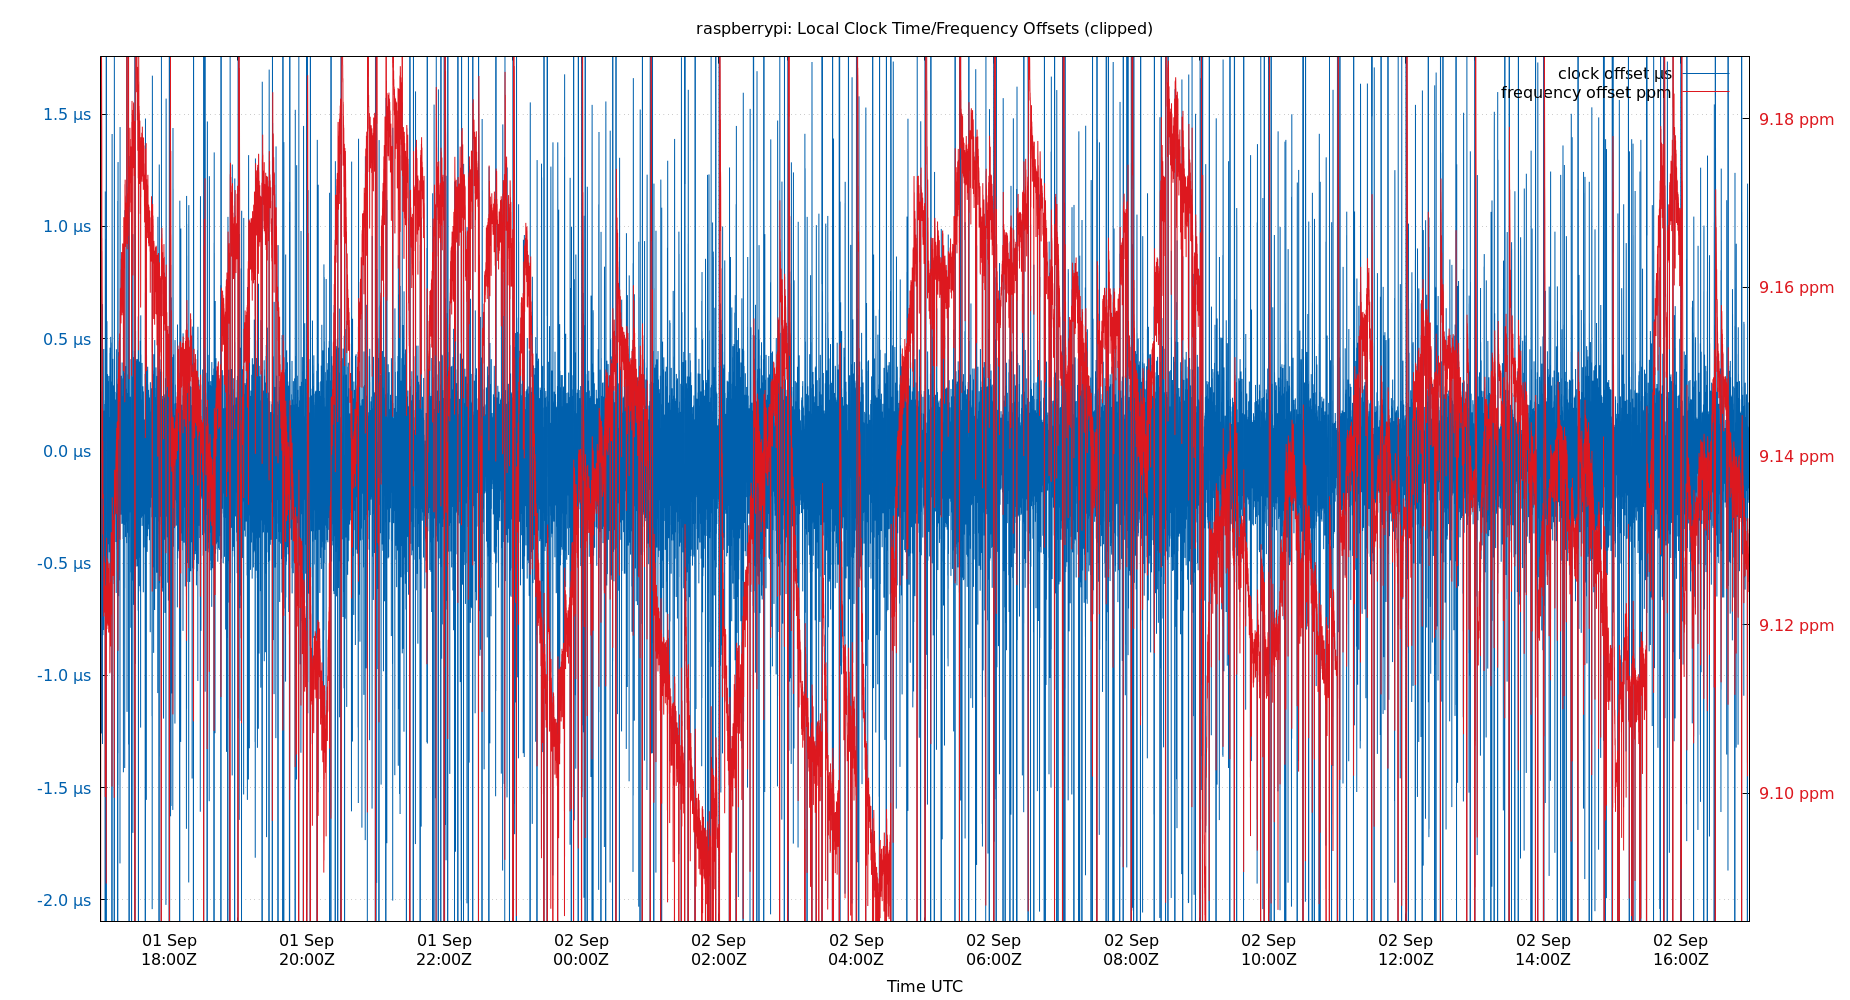 raspberrypi: Local Clock Time/Frequency Offsets (clipped)
clock offset µs
frequency offset ppm
1.5 µs
1.0 µs
0.5 µs
0.0 µs
-0.5 µs
-1.0 µs
-1.5 µs
-2.0 µs
9.18 ppm
9.16 ppm
9.14 ppm
9.12 ppm
9.10 ppm
01 Sep 01 Sep 01 Sep 02 Sep 02 Sep 02 Sep 02 Sep 02 Sep 02 Sep 02 Sep 02 Sep 02 Sep
18:00Z 20:00Z 22:00Z 00:00Z 02:00Z 04:00Z 06:00Z 08:00Z 10:00Z 12:00Z 14:00Z 16:00Z
Time UTC